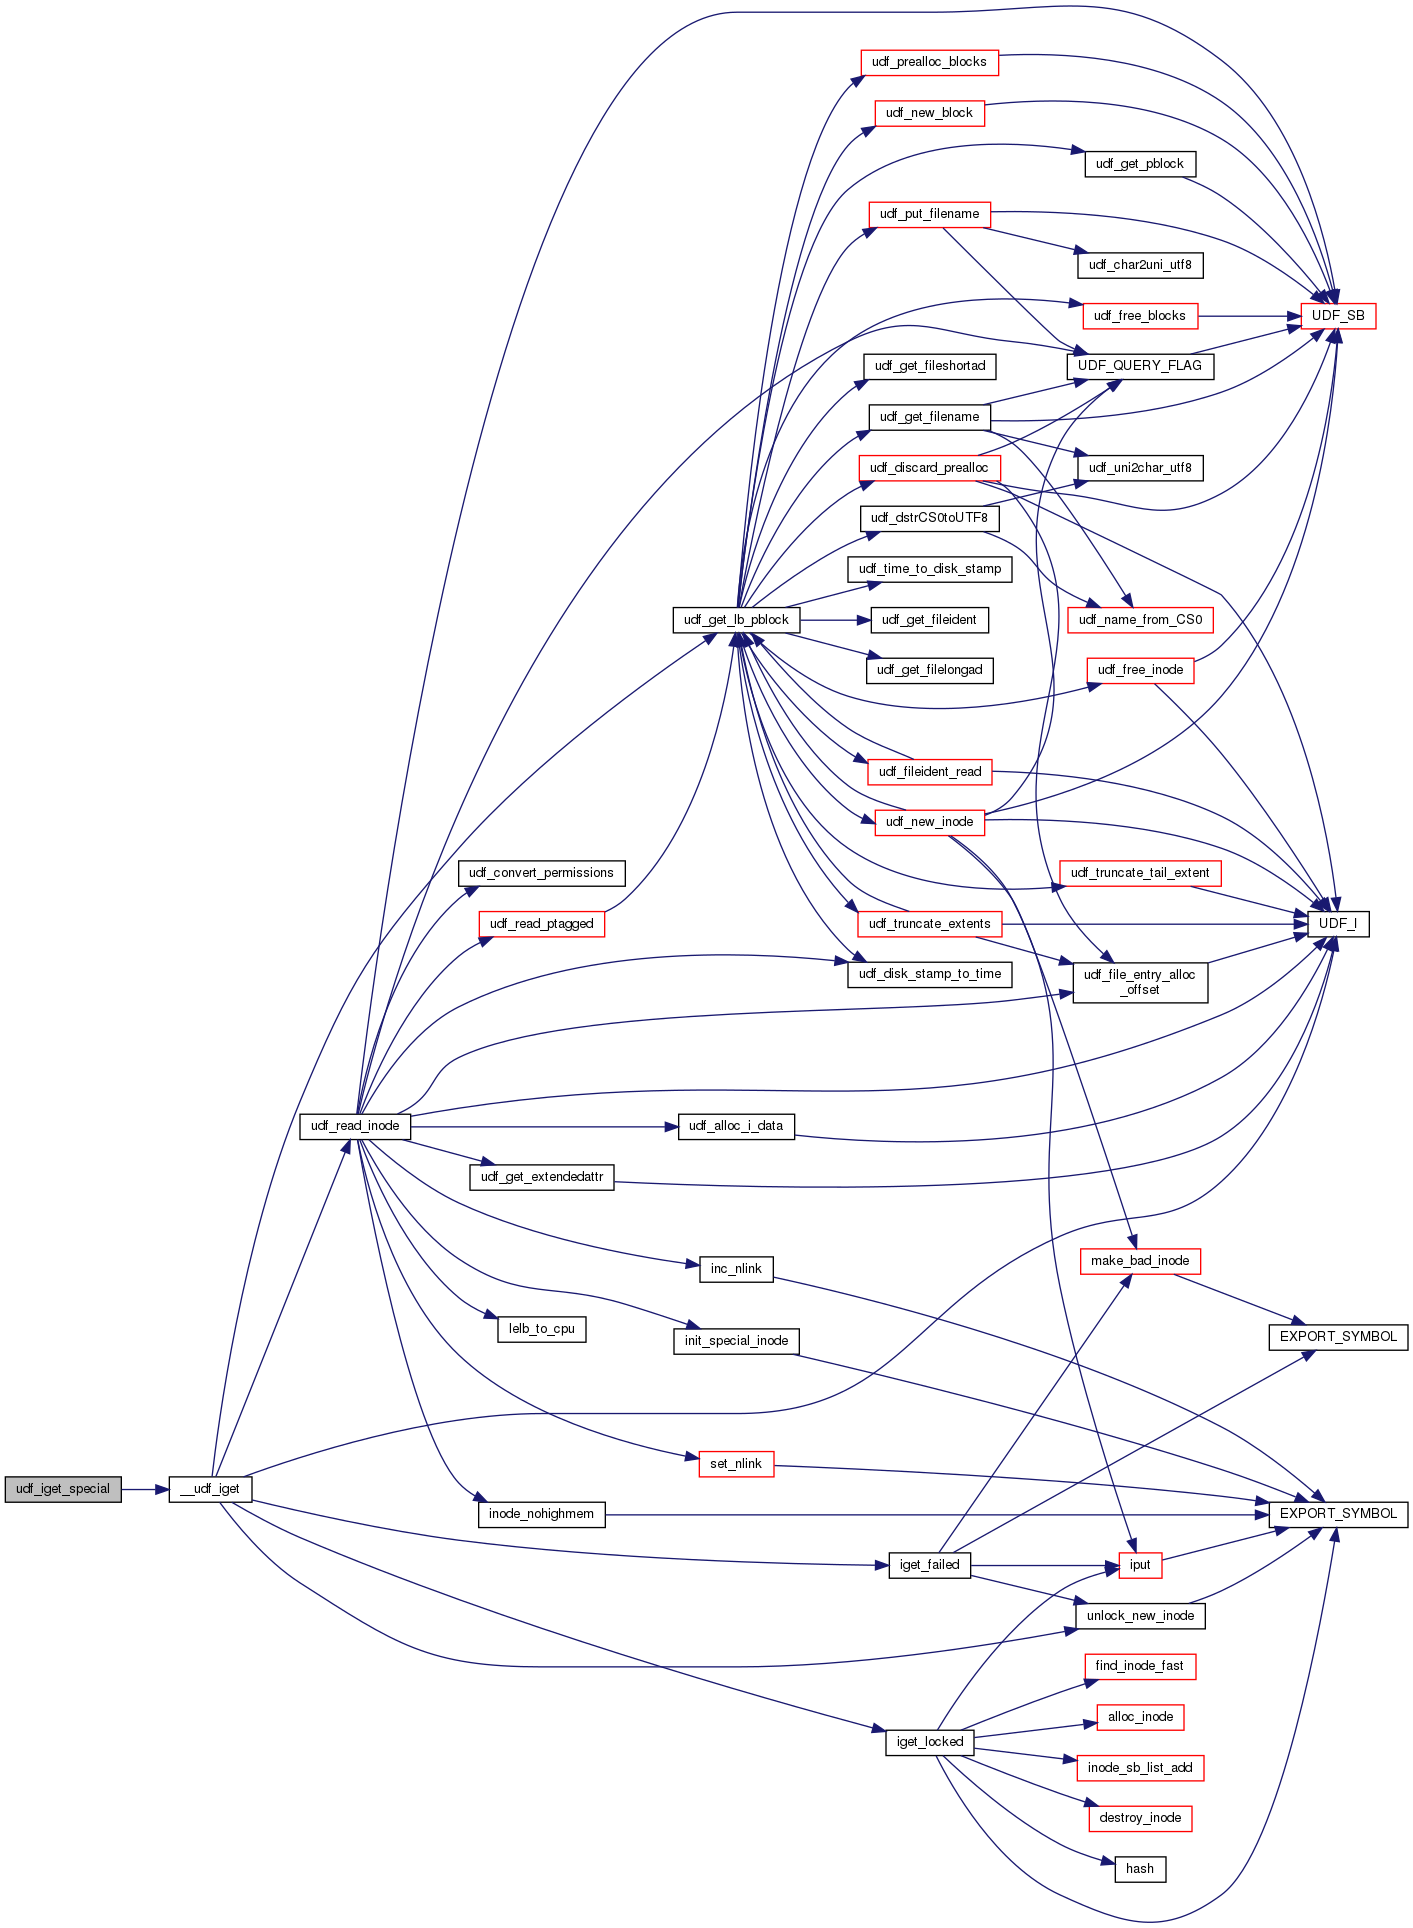 udf_prealloc_blocks
udf_new_block
udf_get_pblock
udf_put_filename
udf_char2uni_utf8
udf_free_blocks
UDF_SB
udf_get_fileshortad
UDF_QUERY_FLAG
udf_get_filename
udf_discard_prealloc
udf_uni2char_utf8
udf_dstrCS0toUTF8
udf_time_to_disk_stamp
udf_get_lb_pblock
udf_get_fileident
udf_name_from_CS0
udf_get_filelongad
udf_free_inode
udf_fileident_read
udf_new_inode
udf_convert_permissions
udf_truncate_tail_extent
udf_read_ptagged
udf_truncate_extents
UDF_I
udf_disk_stamp_to_time
udf_file_entry_alloc
_offset
udf_read_inode
udf_alloc_i_data
udf_get_extendedattr
make_bad_inode
inc_nlink
lelb_to_cpu
init_special_inode
EXPORT_SYMBOL
set_nlink
udf_iget_special
__udf_iget
inode_nohighmem
EXPORT_SYMBOL
iget_failed
iput
unlock_new_inode
find_inode_fast
alloc_inode
iget_locked
inode_sb_list_add
destroy_inode
hash